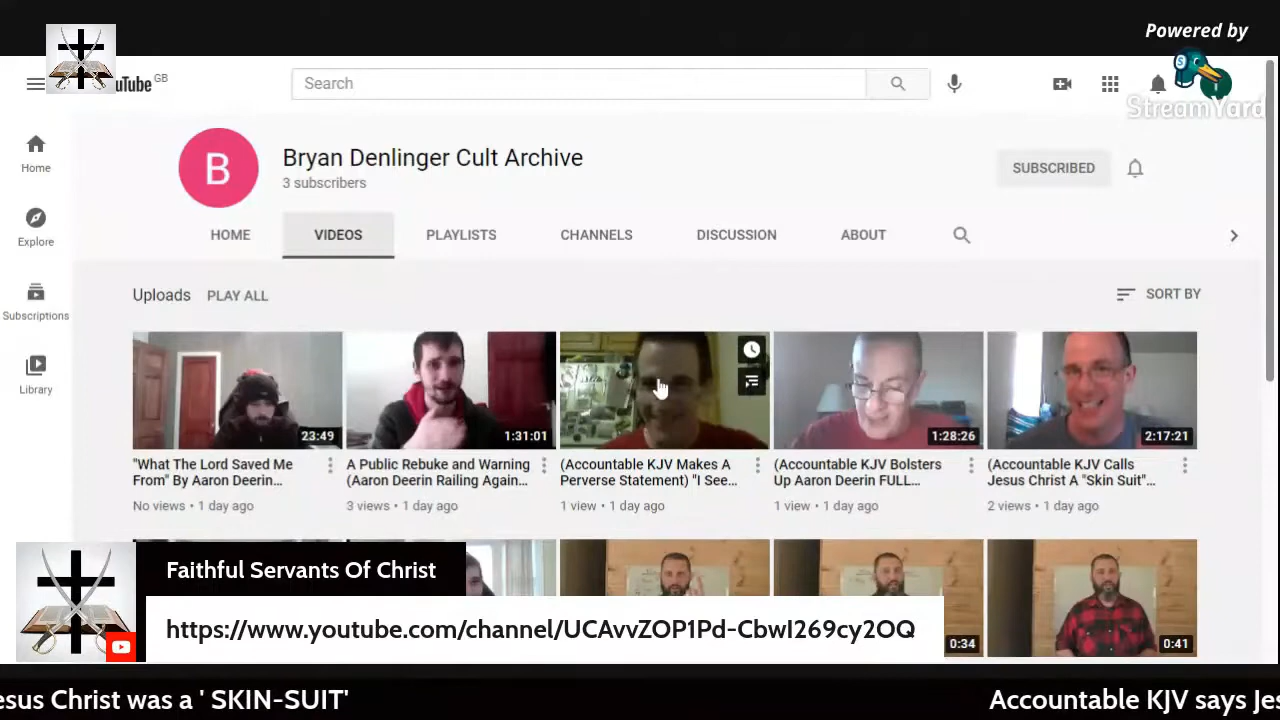 Powered by
StreamYard
uTube GB
Search
Home
Explore
Subscriptions
Library
B
Bryan Denlinger Cult Archive
3 subscribers
SUBSCRIBED
HOME
VIDEOS
PLAYLISTS
CHANNELS
DISCUSSION
ABOUT
Uploads
PLAY ALL
SORT BY
23:49
"What The Lord Saved Me
From" By Aaron Deerin...
No views • 1 day ago
1:31:01
A Public Rebuke and Warning
(Aaron Deerin Railing Again...
3 views • 1 day ago
(Accountable KJV Makes A
Perverse Statement) "I See...
1 view • 1 day ago
1:28:26
(Accountable KJV Bolsters
Up Aaron Deerin FULL...
1 view • 1 day ago
2:17:21
(Accountable KJV Calls
Jesus Christ A "Skin Suit"...
2 views • 1 day ago
0:34
0:41
Faithful Servants Of Christ
https://www.youtube.com/channel/UCAvvZOP1Pd-CbwI269cy2OQ
esus Christ was a ' SKIN-SUIT'
Accountable KJV says Jes